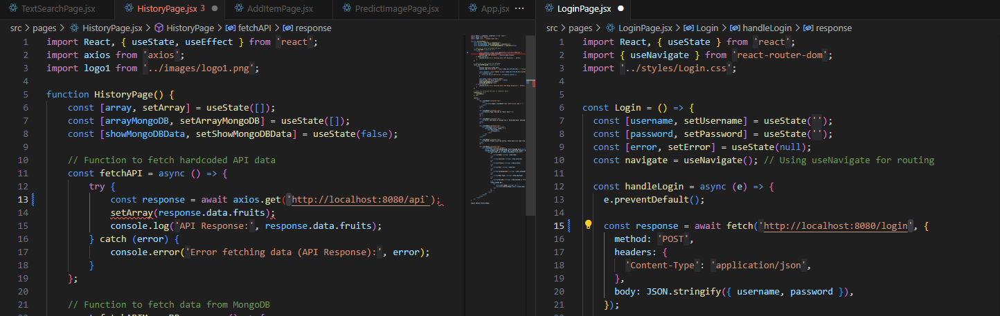 TextSearchPage.jsx
HistoryPage.jsx 3
AddItemPage.jsx
PredictImagePage.jsx
App.jsx ···
src > pages > HistoryPage.jsx > HistoryPage > fetchAPI > response
1 import React, { useState, useEffect } from 'react';
2 import axios from 'axios';
3 import logo1 from '../images/logo1.png';
4
5 function HistoryPage() {
6 const [array, setArray] = useState([]);
7 const [arrayMongoDB, setArrayMongoDB] = useState([]);
8 const [showMongoDBData, setShowMongoDBData] = useState(false);
9
10 // Function to fetch hardcoded API data
11 const fetchAPI = async () => {
12 try {
13 const response = await axios.get('http://localhost:8080/api`);
14 setArray(response.data.fruits);
15 console.log('API Response:', response.data.fruits);
16 } catch (error) {
17 console.error('Error fetching data (API Response):', error);
18 }
19 };
20
21 // Function to fetch data from MongoDB
LoginPage.jsx
src > pages > LoginPage.jsx > Login > handleLogin > response
1 import React, { useState } from 'react';
2 import { useNavigate } from 'react-router-dom';
3 import '../styles/Login.css';
4
5
6 const Login = () => {
7 const [username, setUsername] = useState('');
8 const [password, setPassword] = useState('');
9 const [error, setError] = useState(null);
10 const navigate = useNavigate(); // Using useNavigate for routing
11
12 const handleLogin = async (e) => {
13 e.preventDefault();
14
15 const response = await fetch('http://localhost:8080/login', {
16 method: 'POST',
17 headers: {
18 'Content-Type': 'application/json',
19 },
20 body: JSON.stringify({ username, password }),
21 });